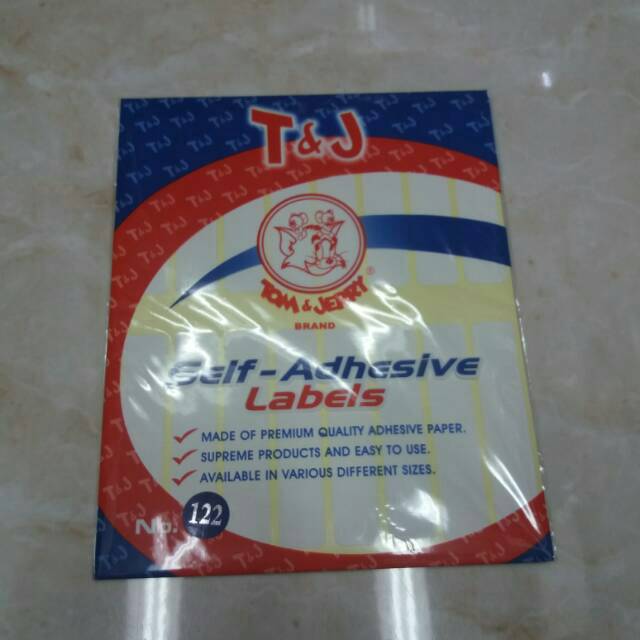 T&J
TOM & JERRY ®
BRAND
Self-Adhesive
Labels
MADE OF PREMIUM QUALITY ADHESIVE PAPER.
SUPREME PRODUCTS AND EASY TO USE.
AVAILABLE IN VARIOUS DIFFERENT SIZES.
No. 122